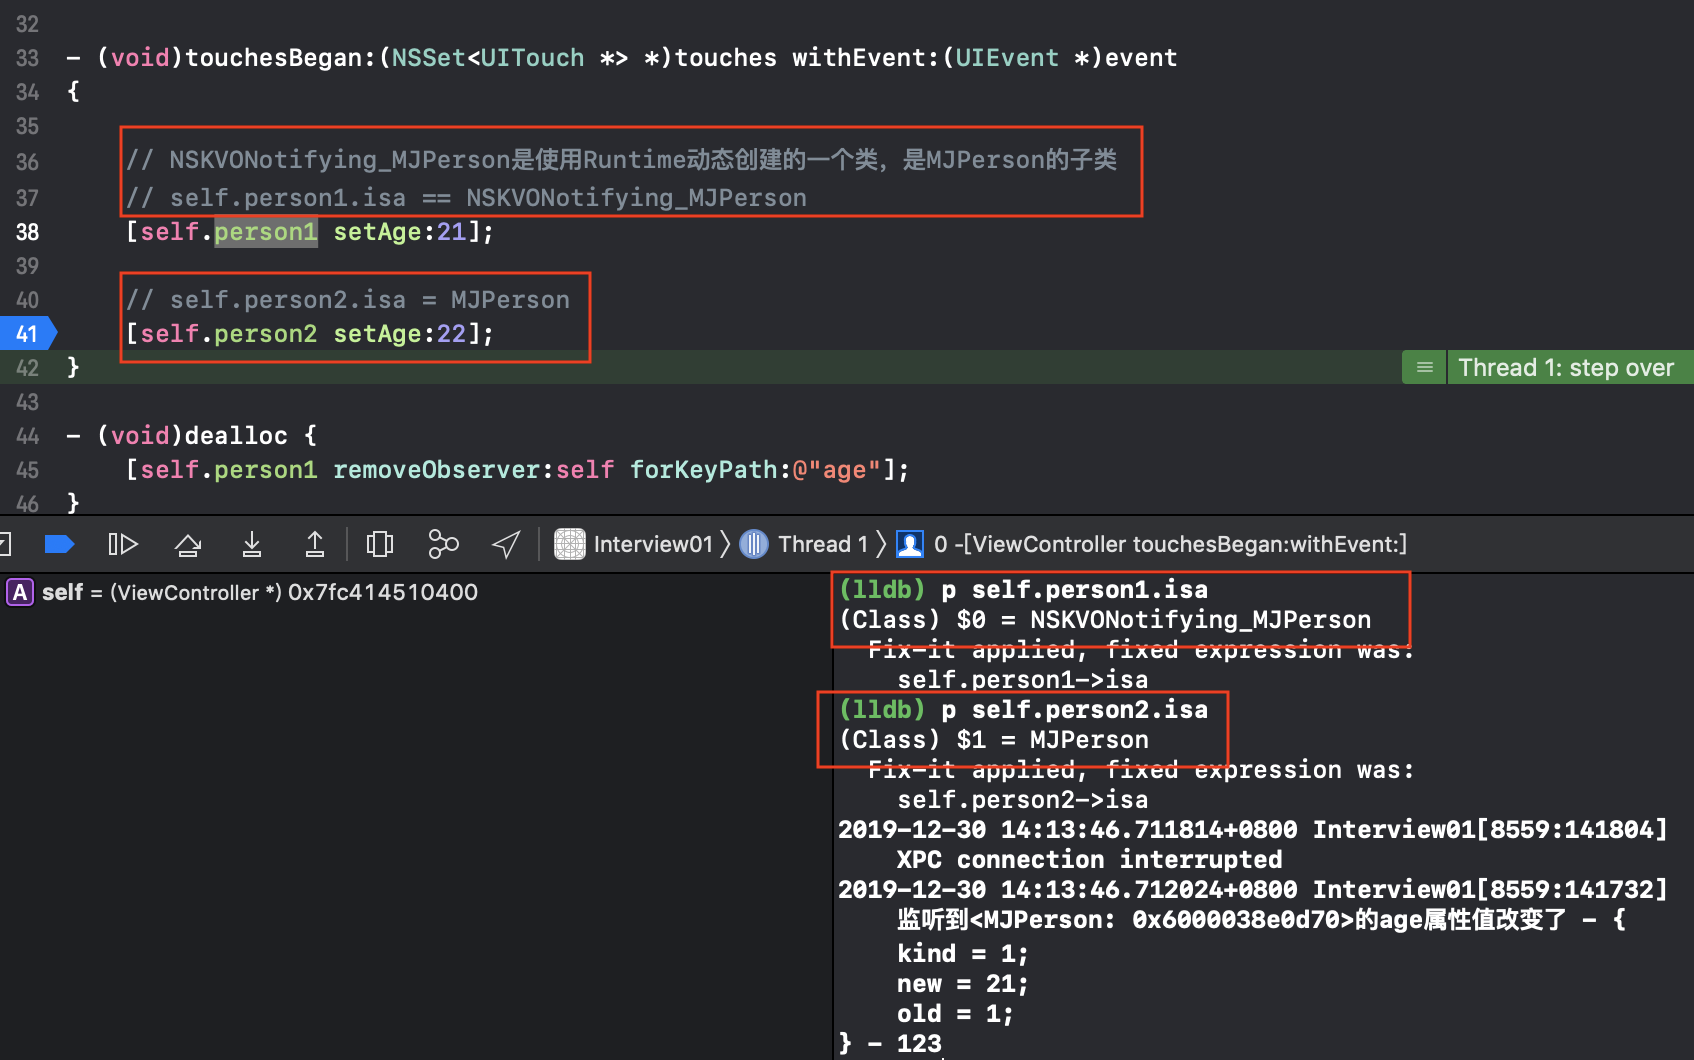 32
33 - (void)touchesBegan:(NSSet<UITouch *> *)touches withEvent:(UIEvent *)event
34 {
35
36 // NSKVONotifying_MJPerson是使用Runtime动态创建的一个类，是MJPerson的子类
37 // self.person1.isa == NSKVONotifying_MJPerson
38 [self.person1 setAge:21];
39
40 // self.person2.isa = MJPerson
41 [self.person2 setAge:22];
42 } Thread 1: step over
43
44 - (void)dealloc {
45 [self.person1 removeObserver:self forKeyPath:@"age"];
46 }
Interview01 〉 Thread 1 〉 0 -[ViewController touchesBegan:withEvent:]
A self = (ViewController *) 0x7fc414510400
(lldb) p self.person1.isa
(Class) $0 = NSKVONotifying_MJPerson
Fix-it applied, fixed expression was:
self.person1->isa
(lldb) p self.person2.isa
(Class) $1 = MJPerson
Fix-it applied, fixed expression was:
self.person2->isa
2019-12-30 14:13:46.711814+0800 Interview01[8559:141804]
XPC connection interrupted
2019-12-30 14:13:46.712024+0800 Interview01[8559:141732]
监听到<MJPerson: 0x6000038e0d70>的age属性值改变了 - {
kind = 1;
new = 21;
old = 1;
} - 123